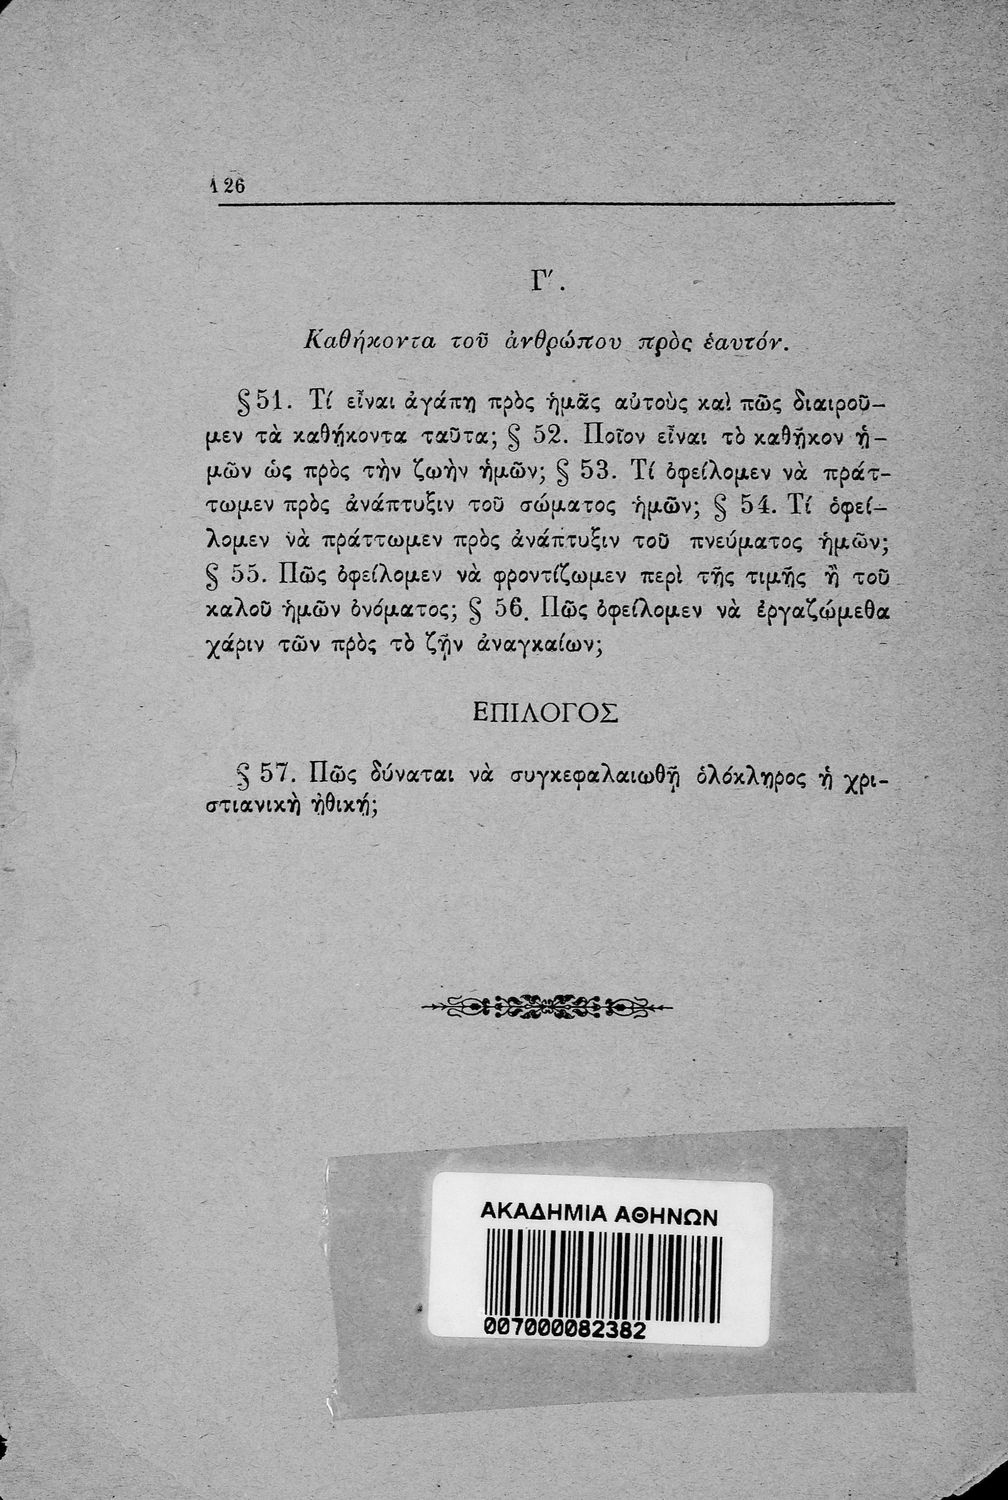 126
Γ΄.
Καθήκοντα τοῦ ἀνθρώπου πρὸς ἑαυτόν.
§ 51. Τί εἶναι ἀγάπη πρὸς ἡμᾶς αὐτοὺς καὶ πῶς διαιροῦ-
μεν τὰ καθήκοντα ταῦτα; § 52. Ποῖον εἶναι τὸ καθῆκον ἡ-
μῶν ὡς πρὸς τὴν ζωὴν ἡμῶν; § 53. Τί ὀφείλομεν νὰ πράτ-
τωμεν πρὸς ἀνάπτυξιν τοῦ σώματος ἡμῶν; § 54. Τί ὀφεί-
λομεν νὰ πράττωμεν πρὸς ἀνάπτυξιν τοῦ πνεύματος ἡμῶν;
§ 55. Πῶς ὀφείλομεν νὰ φροντίζωμεν περὶ τῆς τιμῆς ἢ τοῦ
καλοῦ ἡμῶν ὀνόματος; § 56. Πῶς ὀφείλομεν νὰ ἐργαζώμεθα
χάριν τῶν πρὸς τὸ ζῆν ἀναγκαίων;
ΕΠΙΛΟΓΟΣ
§ 57. Πῶς δύναται νὰ συγκεφαλαιωθῇ ὁλόκληρος ἡ χρι-
στιανικὴ ἠθική;
ΑΚΑΔΗΜΙΑ ΑΘΗΝΩΝ
007000082382